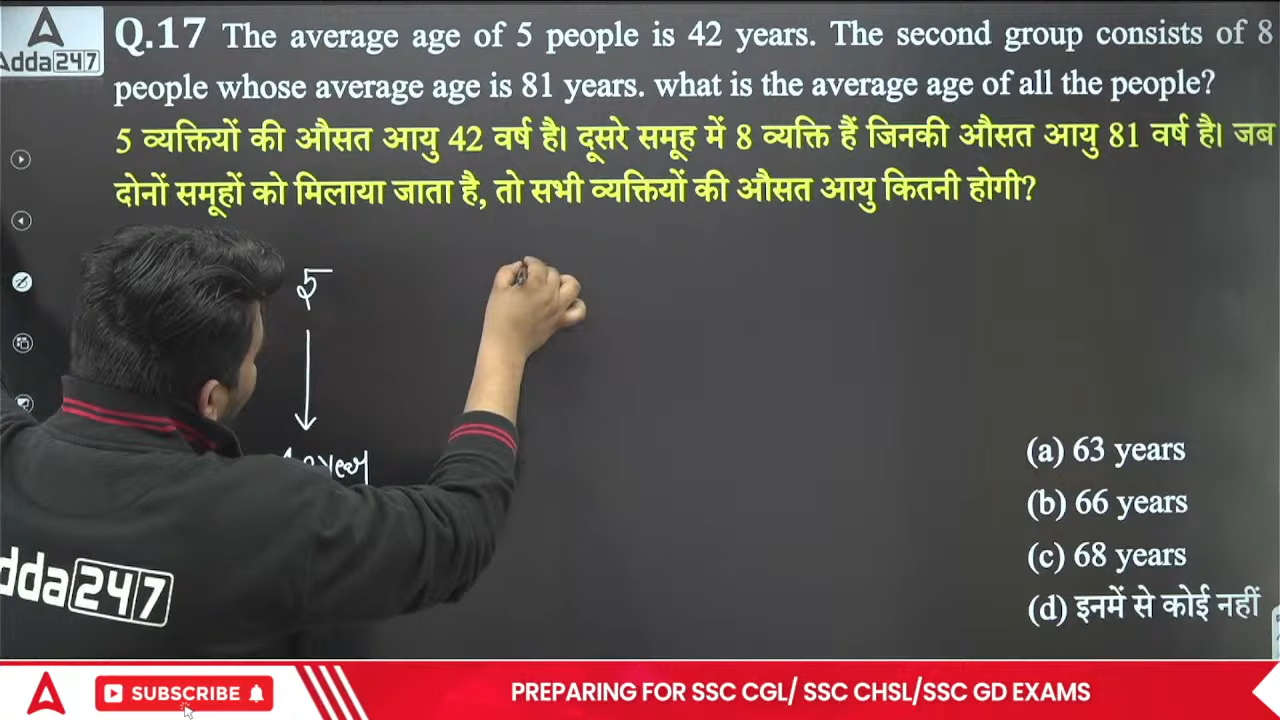 Adda247
Q.17 The average age of 5 people is 42 years. The second group consists of 8
people whose average age is 81 years. what is the average age of all the people?
5 व्यक्तियों की औसत आयु 42 वर्ष है। दूसरे समूह में 8 व्यक्ति हैं जिनकी औसत आयु 81 वर्ष है। जब
दोनों समूहों को मिलाया जाता है, तो सभी व्यक्तियों की औसत आयु कितनी होगी?
5
(a) 63 years
(b) 66 years
(c) 68 years
(d) इनमें से कोई नहीं
dda247
SUBSCRIBE
PREPARING FOR SSC CGL/ SSC CHSL/SSC GD EXAMS